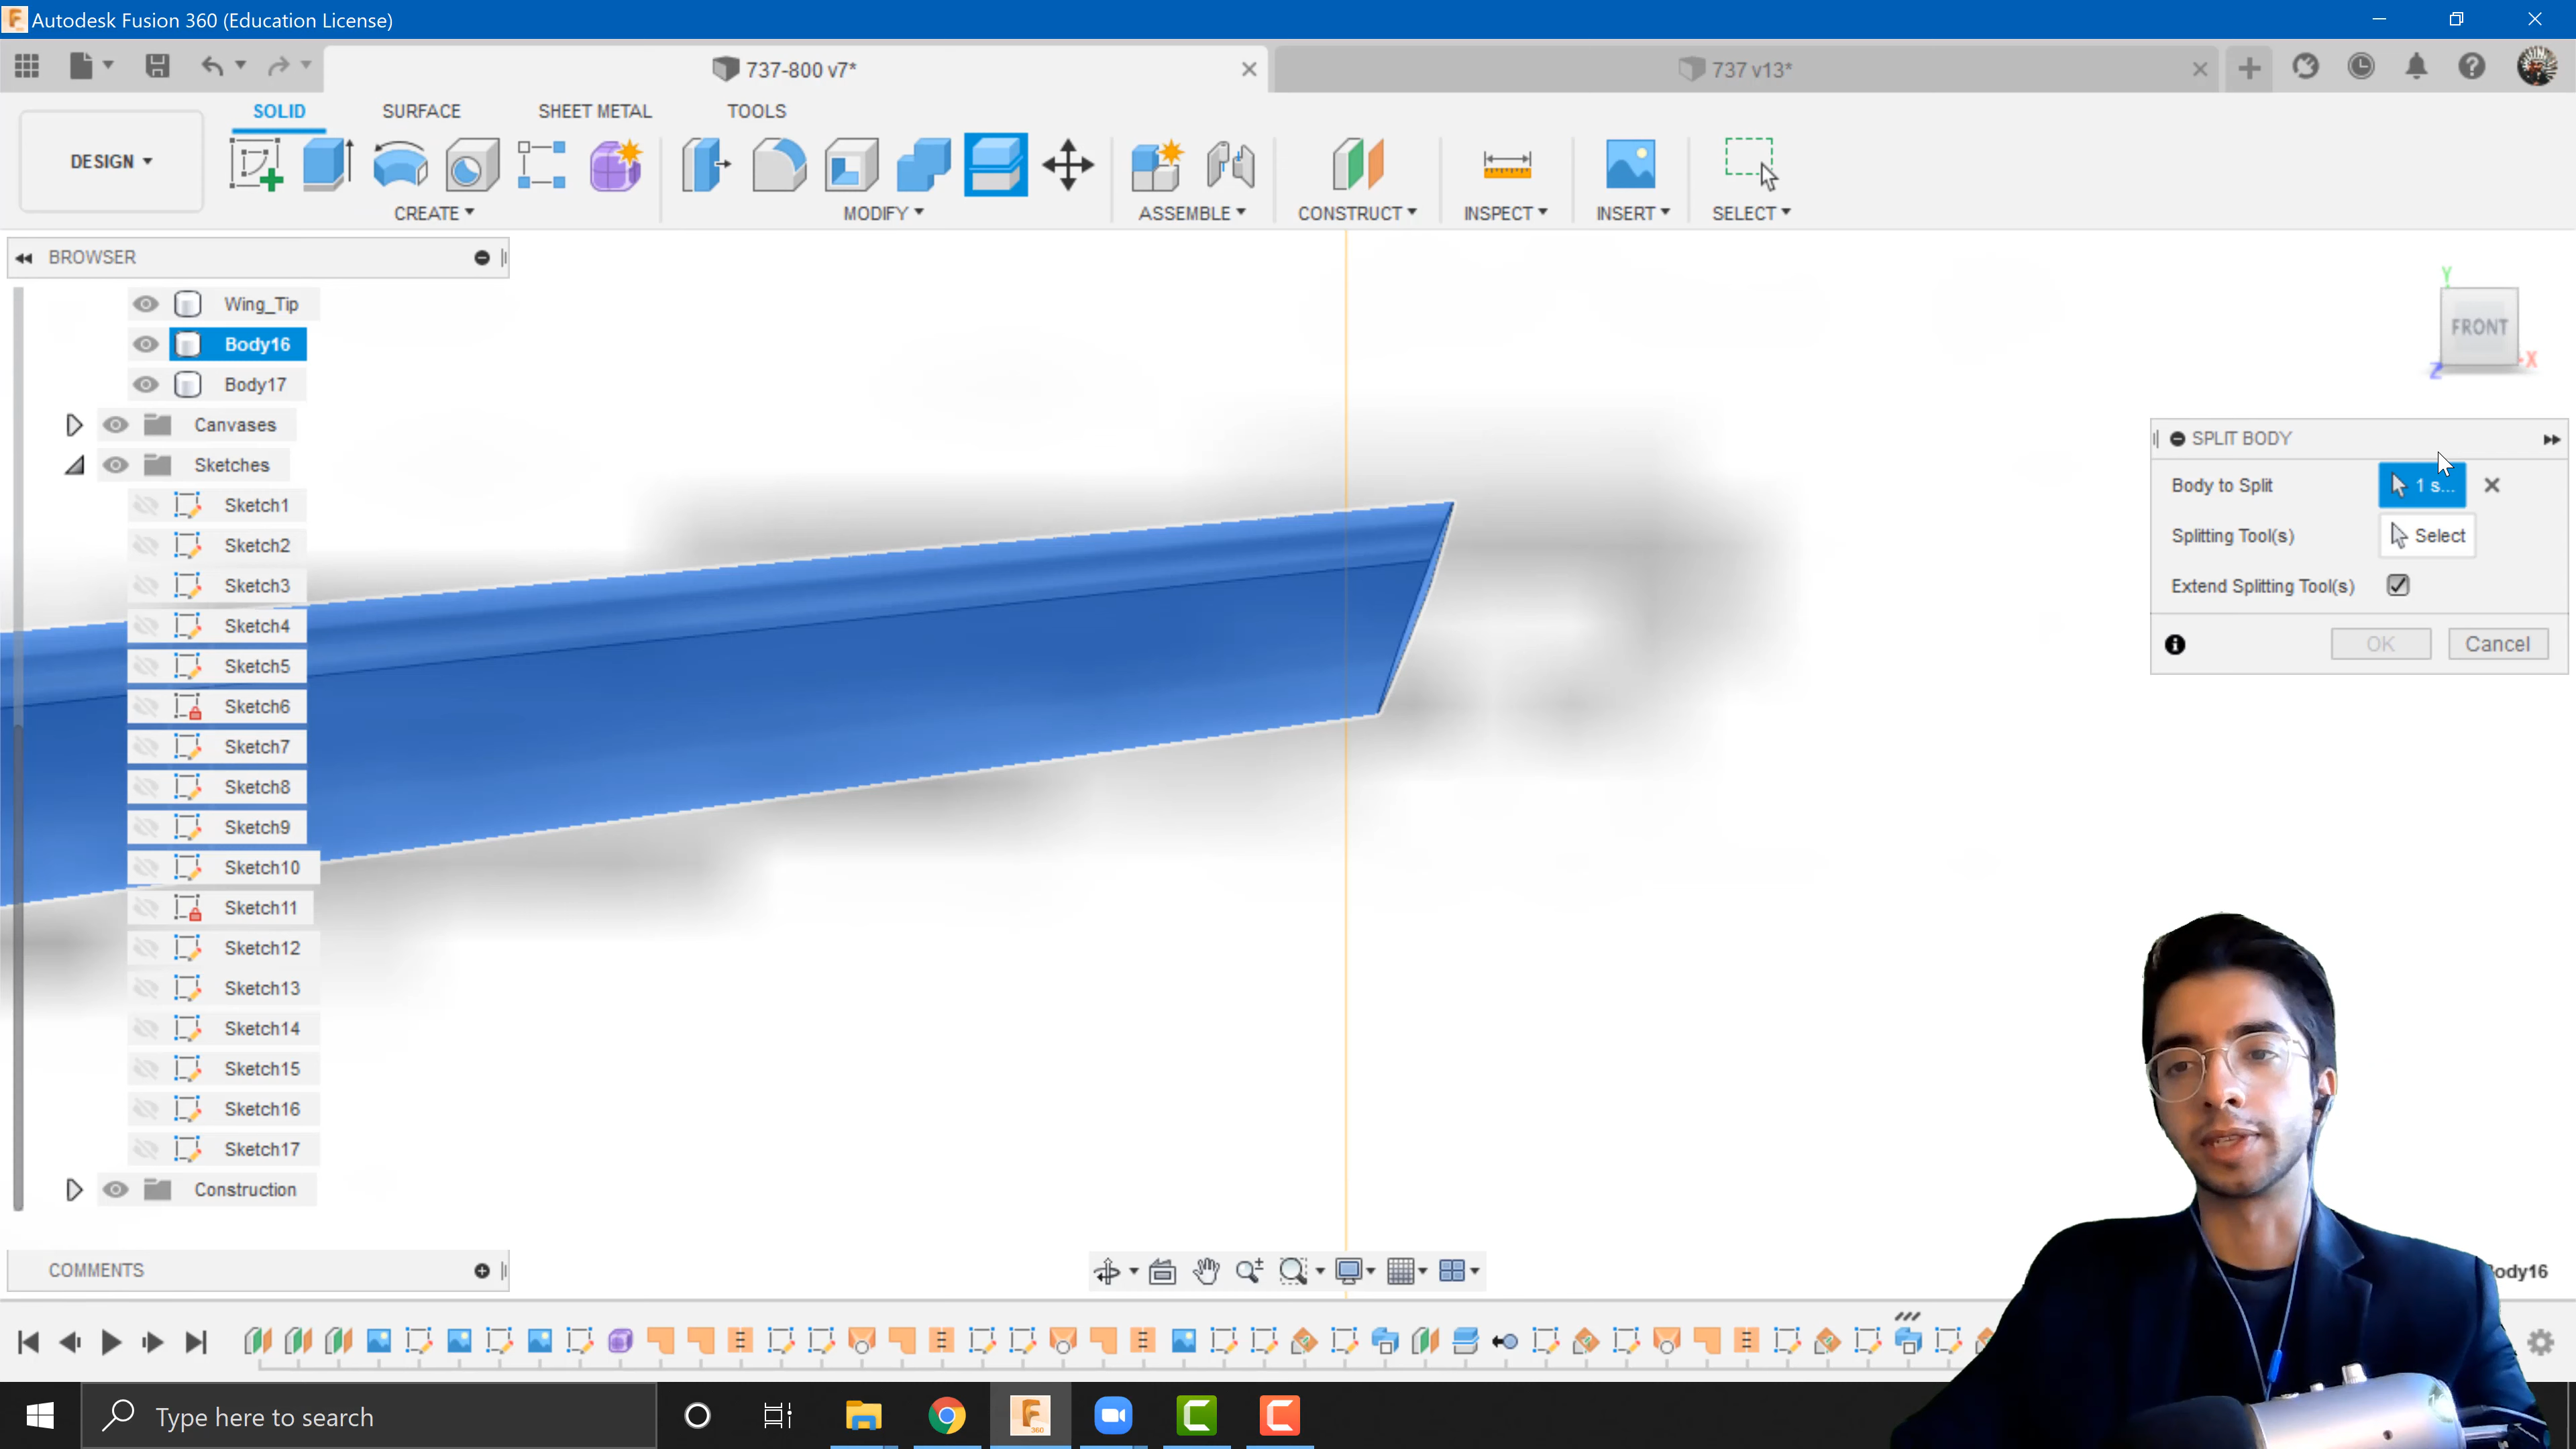 Autodesk Fusion 360 (Education License)
737-800 v7*
737 v13*
SOLID SURFACE SHEET METAL TOOLS
DESIGN
CREATE MODIFY ASSEMBLE CONSTRUCT INSPECT INSERT SELECT
BROWSER
Wing_Tip
Body16
Body17
Canvases
Sketches
Sketch1
Sketch2
Sketch3
Sketch4
Sketch5
Sketch6
Sketch7
Sketch8
Sketch9
Sketch10
Sketch11
Sketch12
Sketch13
Sketch14
Sketch15
Sketch16
Sketch17
Construction
Y
FRONT
X
Z
SPLIT BODY
Body to Split 1 s...
Splitting Tool(s) Select
Extend Splitting Tool(s)
OK Cancel
COMMENTS
ody16
Type here to search
F
360
C
C